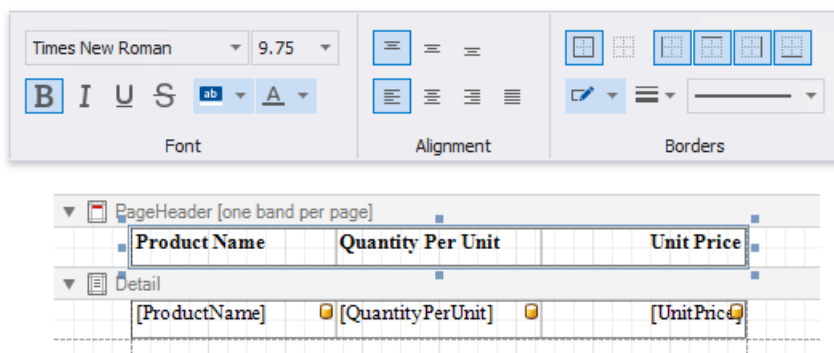 Times New Roman 9.75
B I U S ab A
Font Alignment Borders
PageHeader [one band per page]
Product Name Quantity Per Unit Unit Price
Detail
[ProductName] [QuantityPerUnit] [UnitPrice]